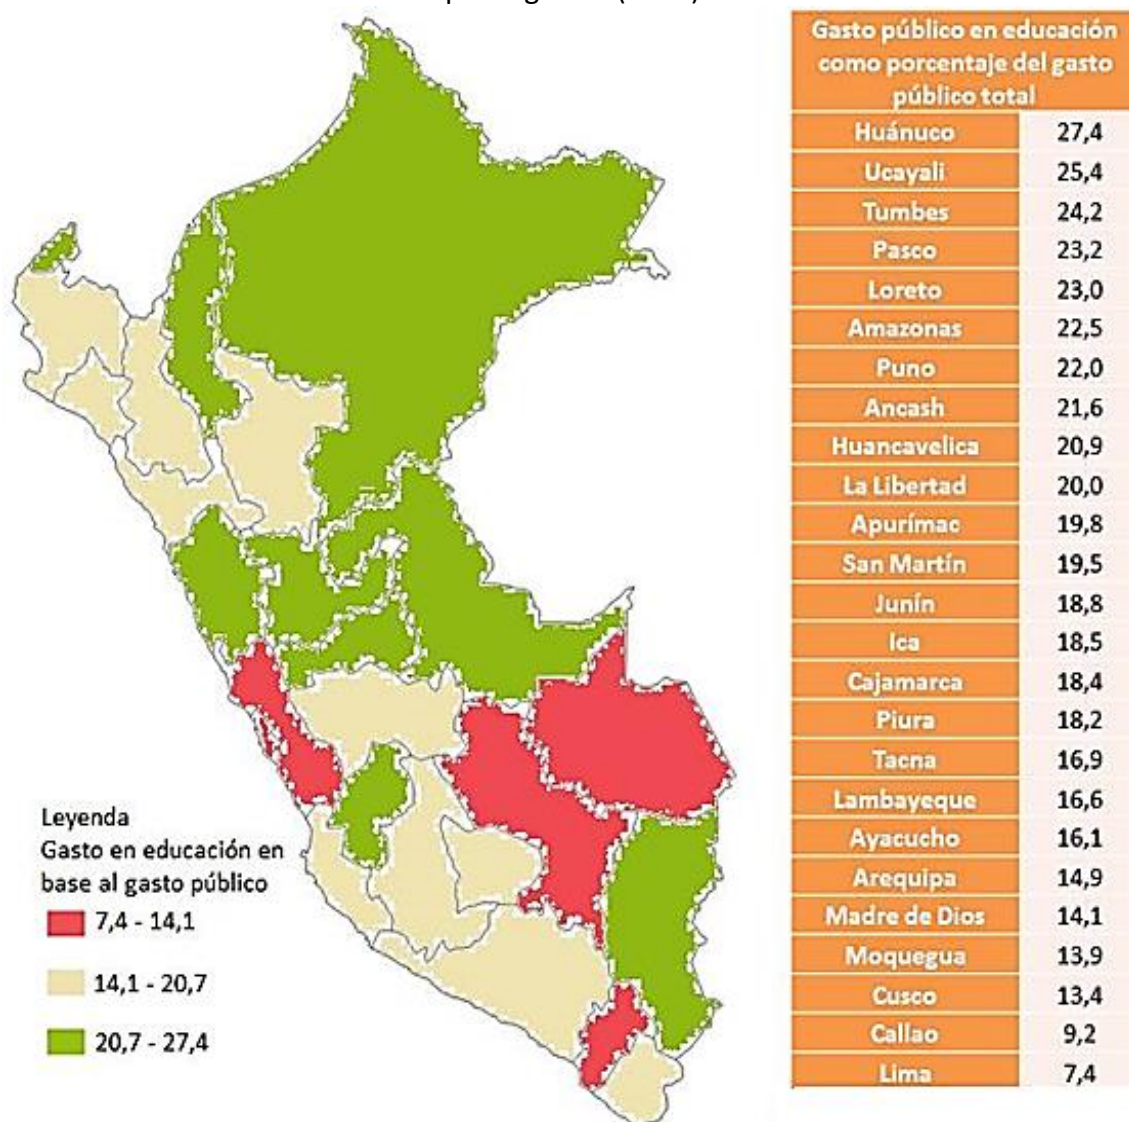 Gasto público en educación
como porcentaje del gasto
público total
Huánuco 27,4
Ucayali 25,4
Tumbes 24,2
Pasco 23,2
Loreto 23,0
Amazonas 22,5
Puno 22,0
Ancash 21,6
Huancavelica 20,9
La Libertad 20,0
Apurímac 19,8
San Martín 19,5
Junín 18,8
Ica 18,5
Cajamarca 18,4
Piura 18,2
Tacna 16,9
Lambayeque 16,6
Ayacucho 16,1
Arequipa 14,9
Madre de Dios 14,1
Moquegua 13,9
Cusco 13,4
Callao 9,2
Lima 7,4
Leyenda
Gasto en educación en
base al gasto público
7,4 - 14,1
14,1 - 20,7
20,7 - 27,4